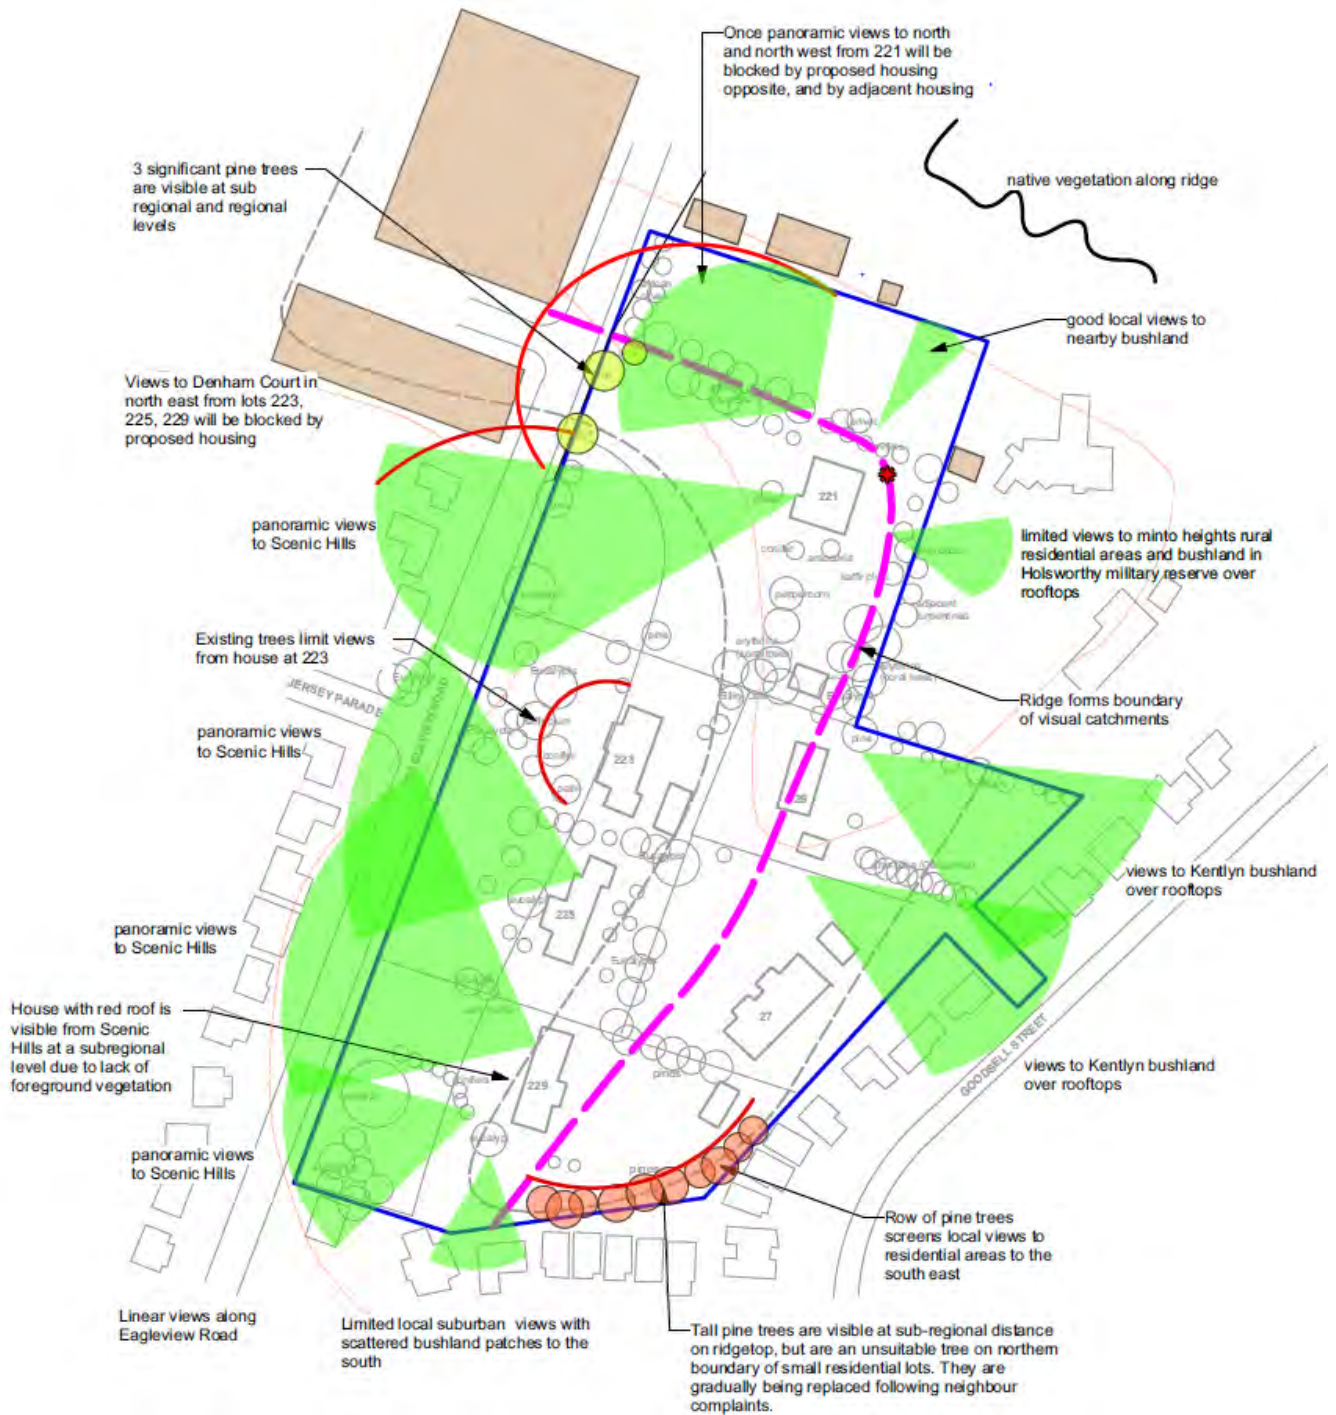 Once panoramic views to north
and north west from 221 will be
blocked by proposed housing
opposite, and by adjacent housing
3 significant pine trees
are visible at sub
regional and regional
levels
native vegetation along ridge
good local views to
nearby bushland
Views to Denham Court in
north east from lots 223,
225, 229 will be blocked by
proposed housing
221
panoramic views
to Scenic Hills
limited views to minto heights rural
residential areas and bushland in
Holsworthy military reserve over
rooftops
Existing trees limit views
from house at 223
JERSEY PARADE
Ridge forms boundary
of visual catchments
panoramic views
to Scenic Hills
pine
views to Kentlyn bushland
over rooftops
panoramic views
to Scenic Hills
House with red roof is
visible from Scenic
Hills at a subregional
level due to lack of
foreground vegetation
27
229
pines
GOODSELL STREET
views to Kentlyn bushland
over rooftops
panoramic views
to Scenic Hills
Row of pine trees
screens local views to
residential areas to the
south east
Linear views along
Eagleview Road
Limited local suburban views with
scattered bushland patches to the
south
Tall pine trees are visible at sub-regional distance
on ridgetop, but are an unsuitable tree on northern
boundary of small residential lots. They are
gradually being replaced following neighbour
complaints.